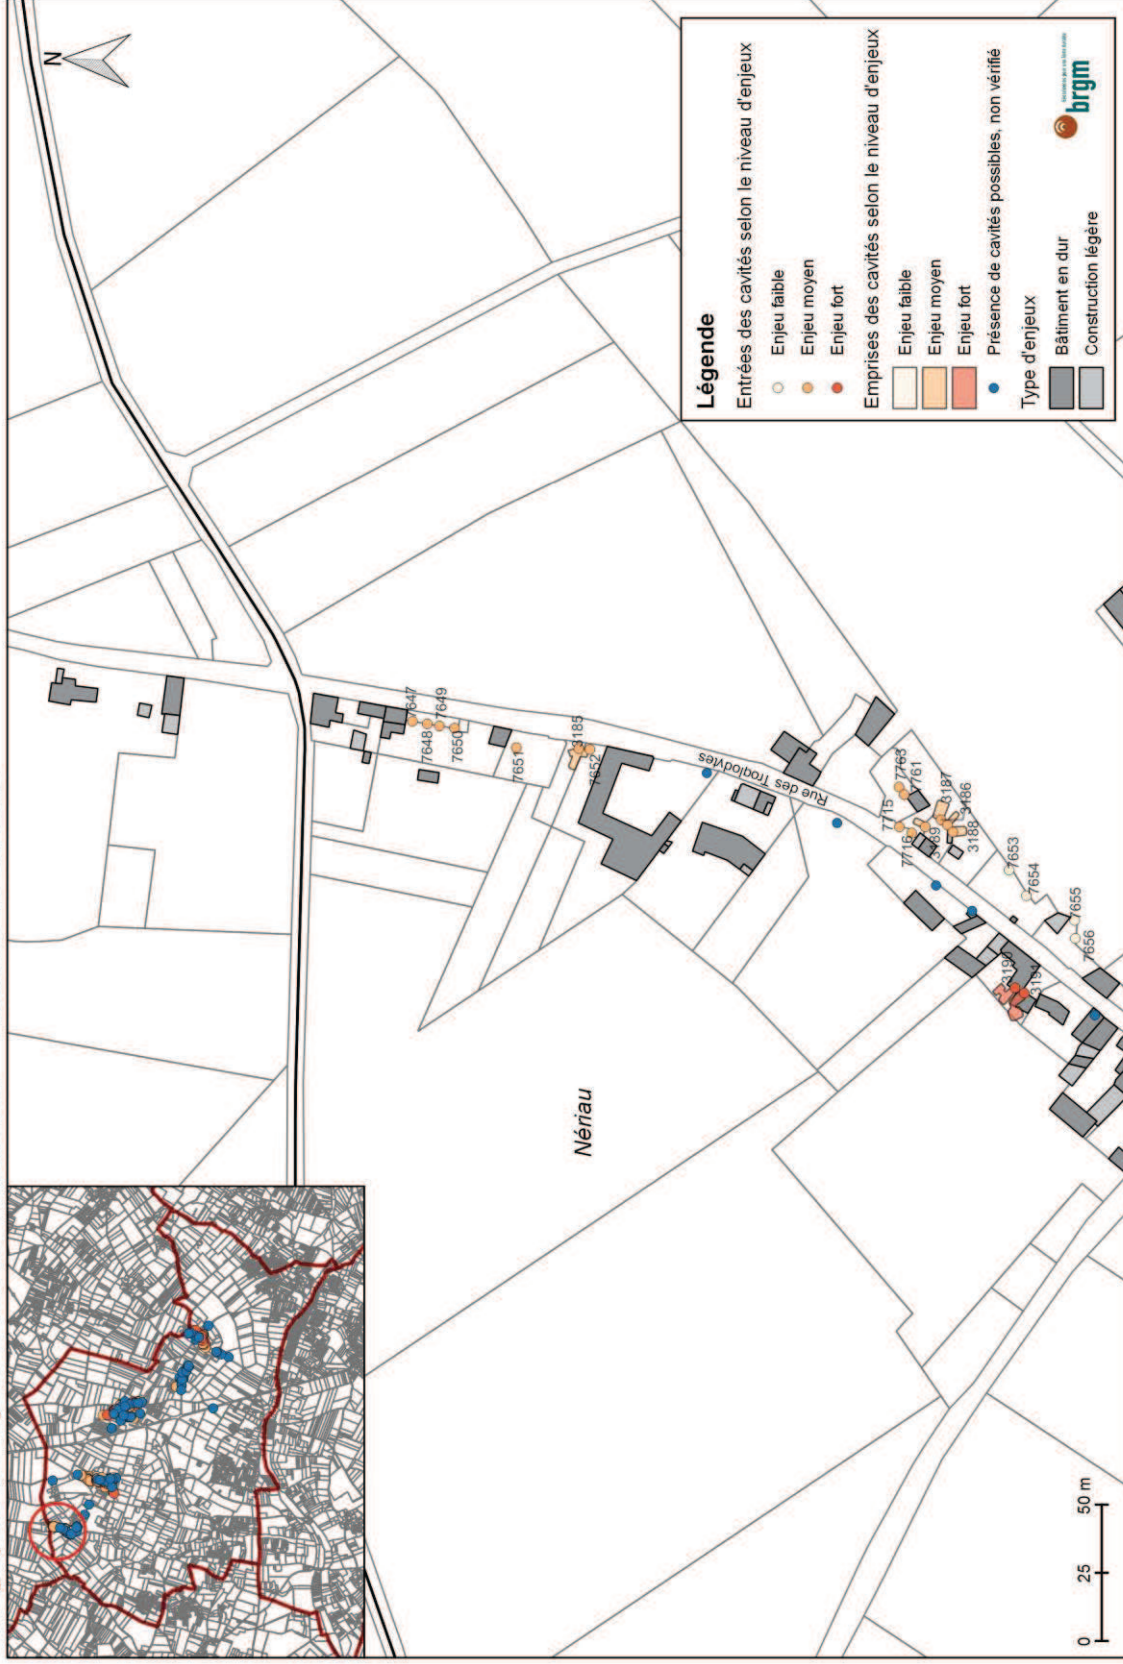 N
7647
7648
7649
7650
7651
3185
7652
Rue des Troglodytes
7763
7761
7715
7716
3187
3186
3189
3188
7653
7654
7655
7656
3190
3191
Nériau
0 25 50 m
Légende
Entrées des cavités selon le niveau d'enjeux
Enjeu faible
Enjeu moyen
Enjeu fort
Emprises des cavités selon le niveau d'enjeux
Enjeu faible
Enjeu moyen
Enjeu fort
Présence de cavités possibles, non vérifié
Type d'enjeux
Bâtiment en dur
Construction légère
brgm